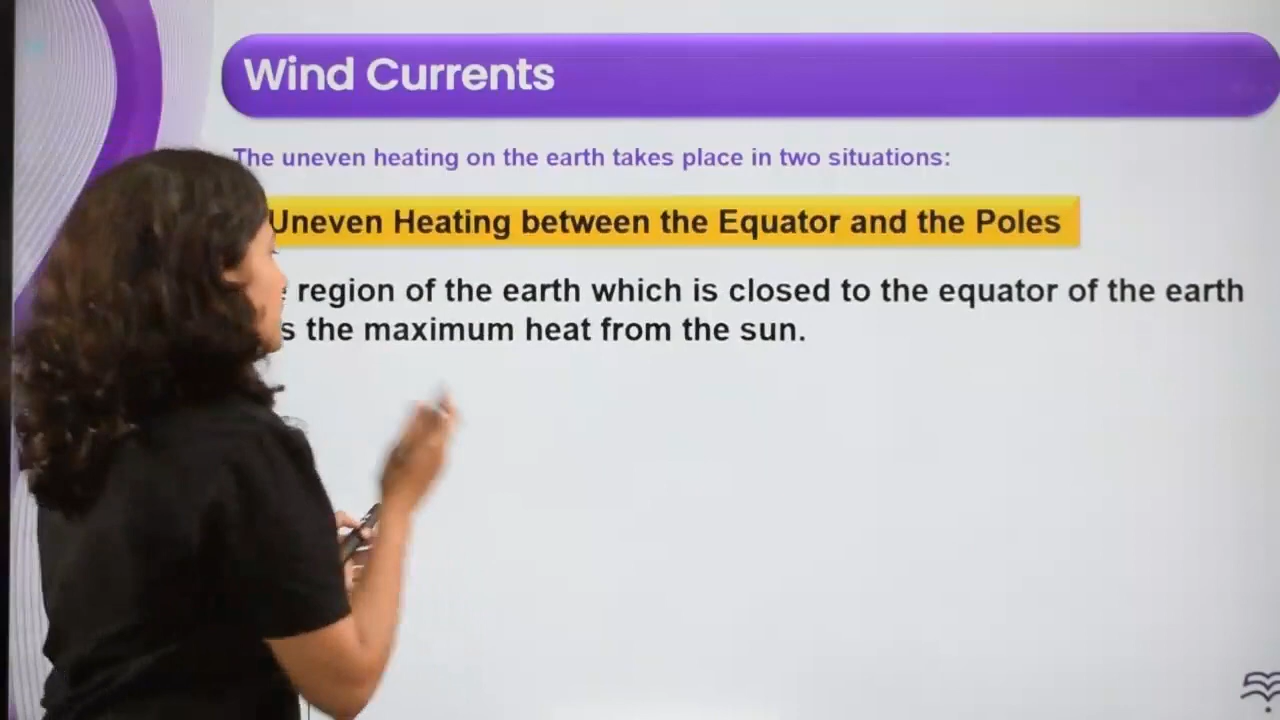 Wind Currents
The uneven heating on the earth takes place in two situations:
Uneven Heating between the Equator and the Poles
region of the earth which is closed to the equator of the earth
the maximum heat from the sun.